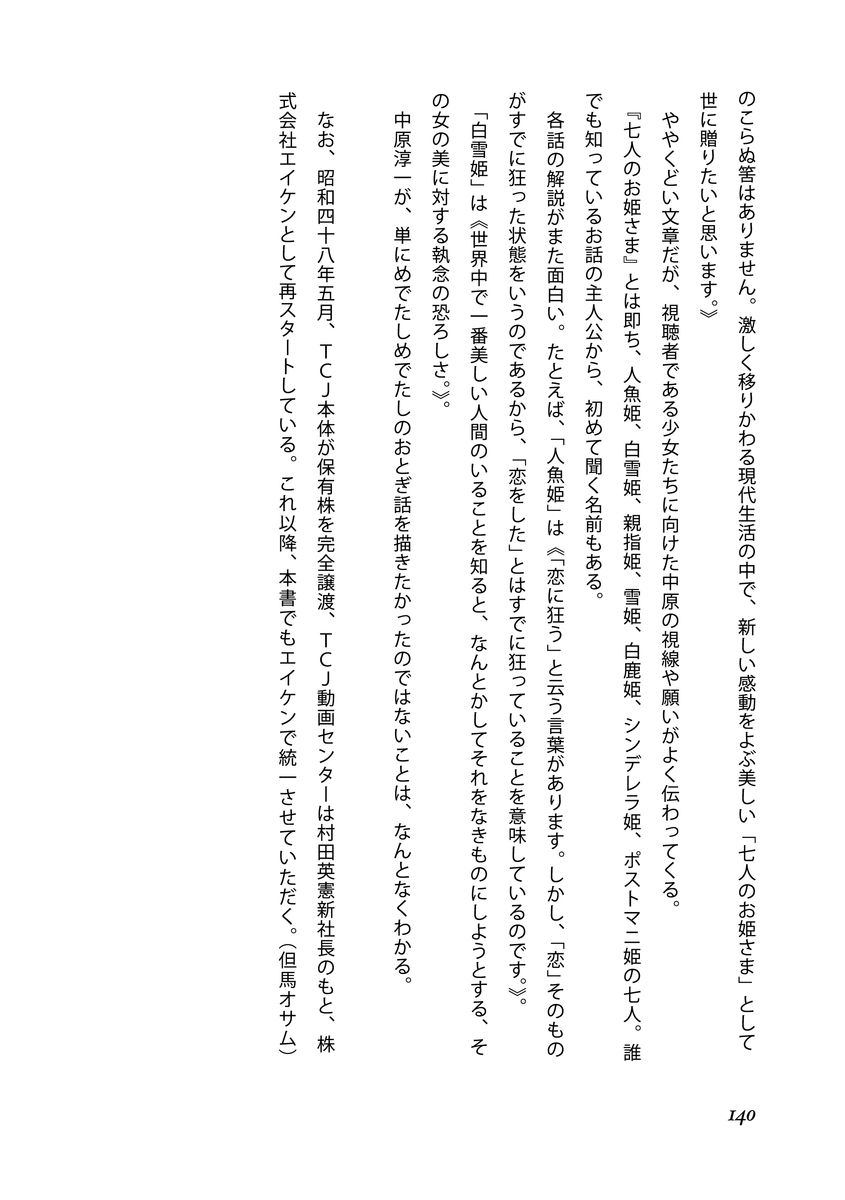 のこらぬ筈はありません。激しく移りかわる現代生活の中で、新しい感動をよぶ美しい「七人のお姫さま」として
世に贈りたいと思います。》
ややくどい文章だが、視聴者である少女たちに向けた中原の視線や願いがよく伝わってくる。
『七人のお姫さま』とは即ち、人魚姫、白雪姫、親指姫、雪姫、白鹿姫、シンデレラ姫、ポストマニ姫の七人。誰
でも知っているお話の主人公から、初めて聞く名前もある。
各話の解説がまた面白い。たとえば、「人魚姫」は《「恋に狂う」と云う言葉があります。しかし、「恋」そのもの
がすでに狂った状態をいうのであるから、「恋をした」とはすでに狂っていることを意味しているのです。》。
「白雪姫」は《世界中で一番美しい人間のいることを知ると、なんとかしてそれをなきものにしようとする、そ
の女の美に対する執念の恐ろしさ。》。
中原淳一が、単にめでたしめでたしのおとぎ話を描きたかったのではないことは、なんとなくわかる。
なお、昭和四十八年五月、ＴＣＪ本体が保有株を完全譲渡、ＴＣＪ動画センターは村田英憲新社長のもと、株
式会社エイケンとして再スタートしている。これ以降、本書でもエイケンで統一させていただく。（但馬オサム）
140